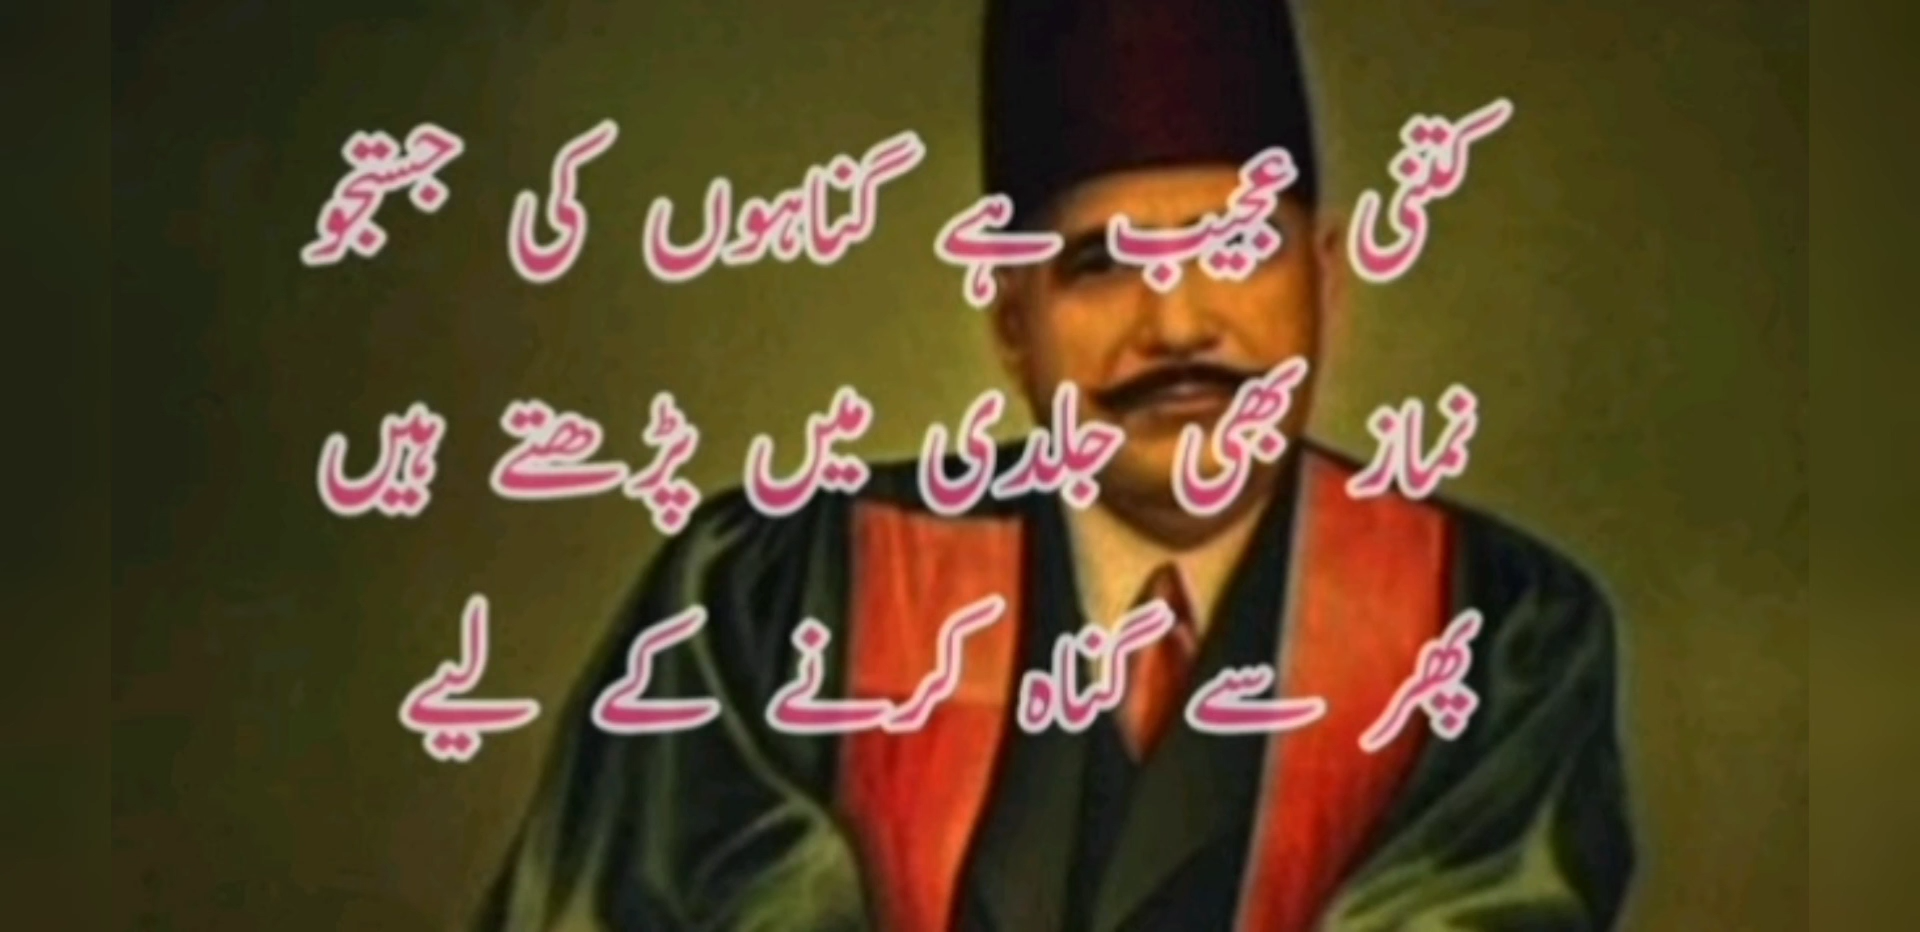 کتنی عجیب ہے گناہوں کی جستجو
نماز بھی جلدی میں پڑھتے ہیں
پھر سے گناہ کرنے کے لیے